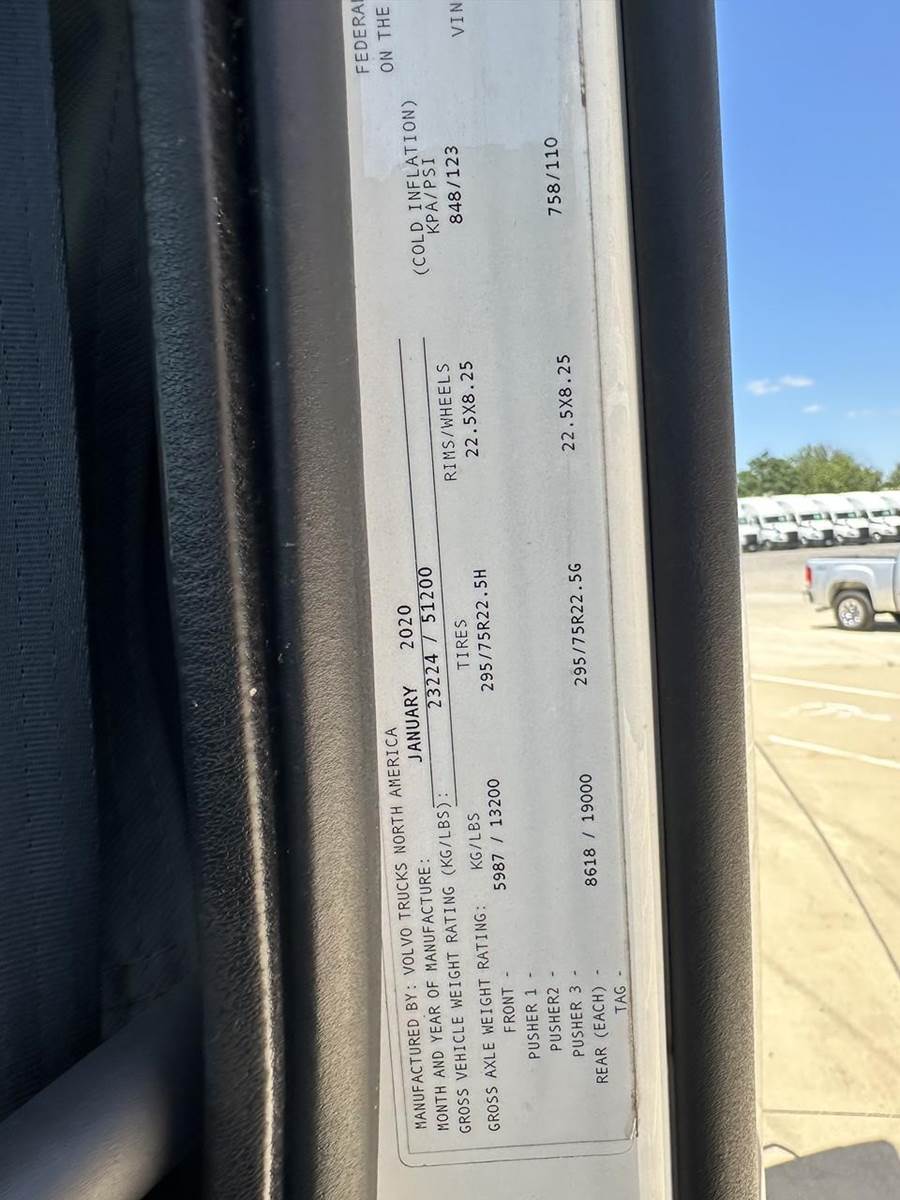 MANUFACTURED BY: VOLVO TRUCKS NORTH AMERICA
FEDERAL
MONTH AND YEAR OF MANUFACTURE: JANUARY 2020
ON THE
GROSS VEHICLE WEIGHT RATING (KG/LBS): 23224 / 51200
(COLD INFLATION)
GROSS AXLE WEIGHT RATING: KG/LBS TIRES RIMS/WHEELS KPA/PSI
VIN
FRONT - 5987 / 13200 295/75R22.5H 22.5X8.25 848/123
PUSHER 1 -
PUSHER2 -
PUSHER 3 -
REAR (EACH) - 8618 / 19000 295/75R22.5G 22.5X8.25 758/110
TAG -